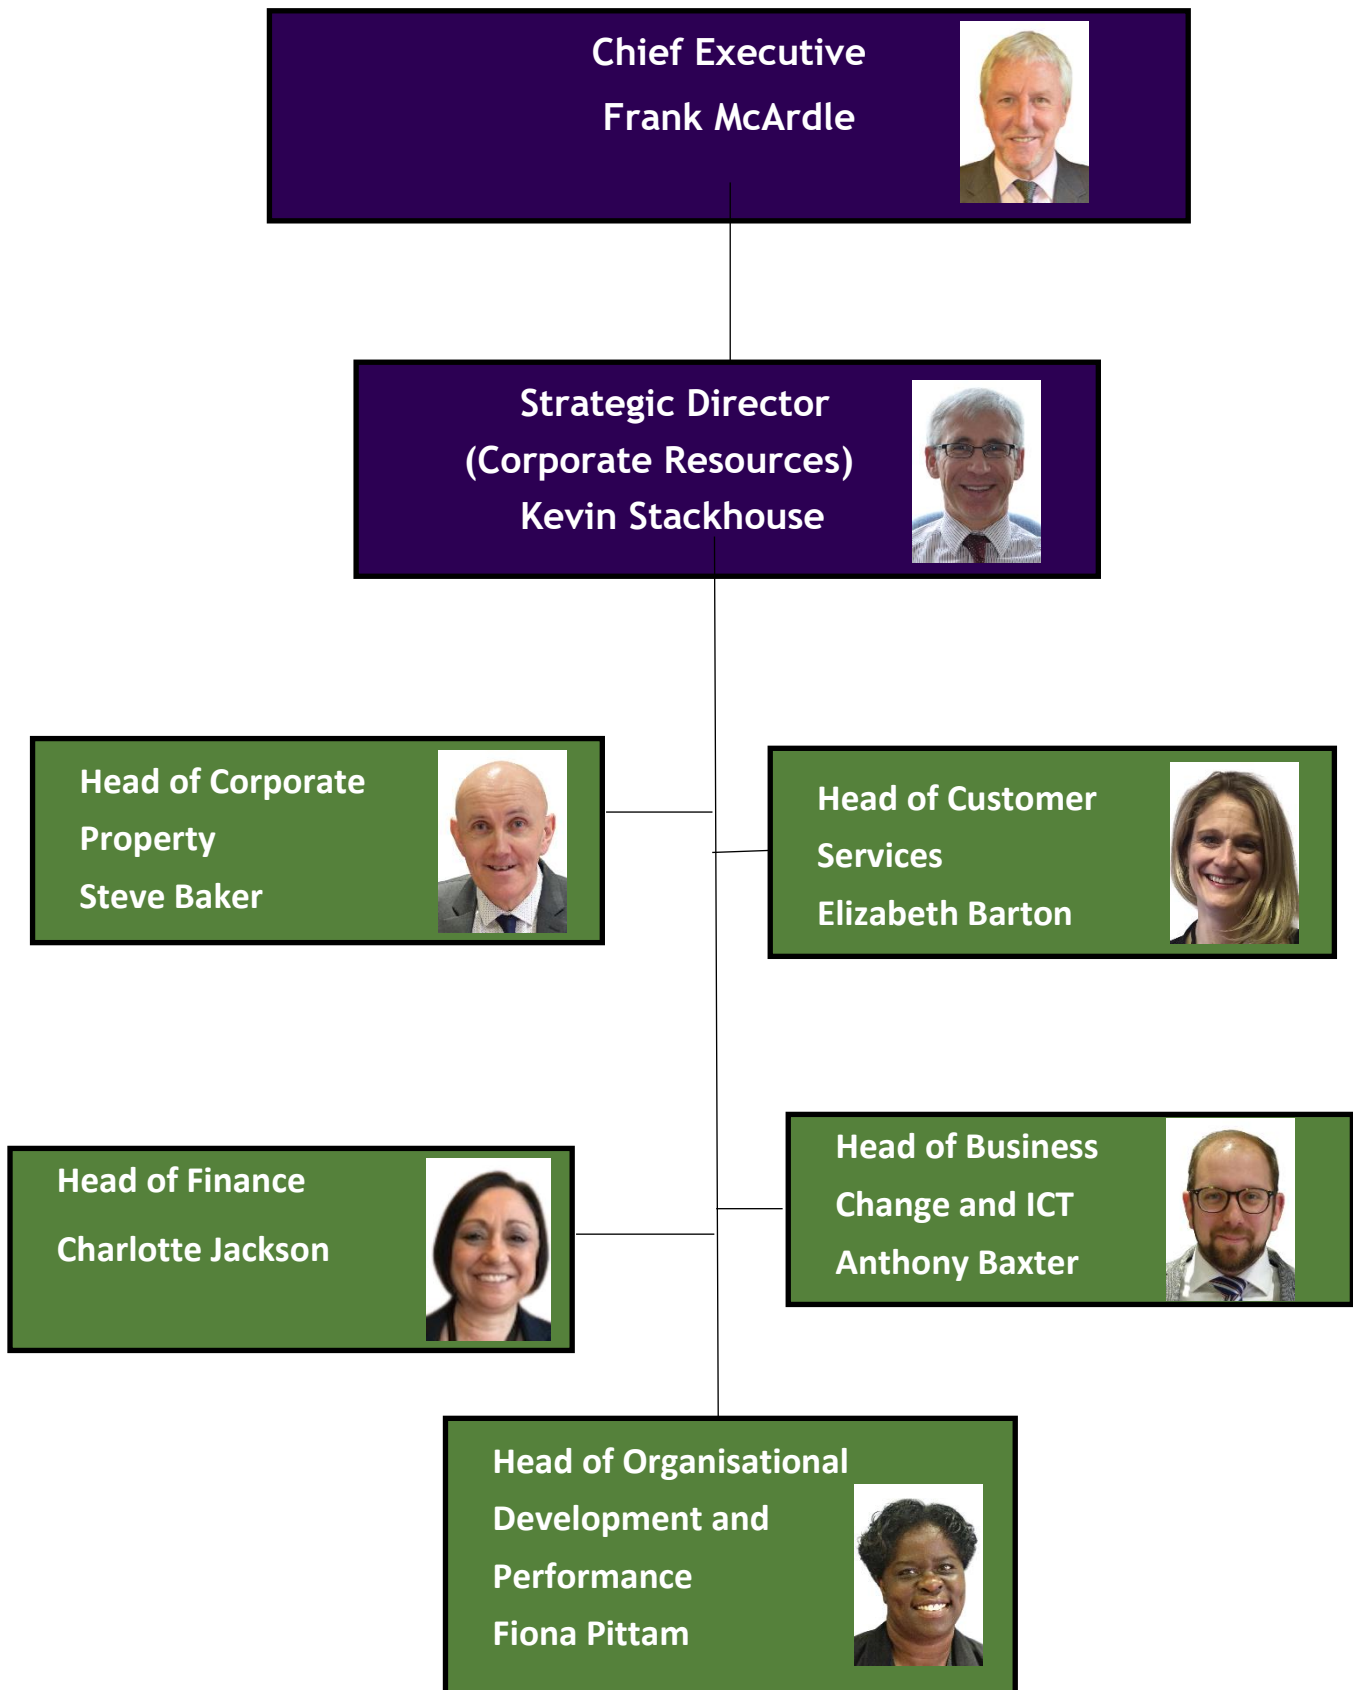 Chief Executive
Frank McArdle
Strategic Director
(Corporate Resources)
Kevin Stackhouse
Head of Corporate
Property
Steve Baker
Head of Customer
Services
Elizabeth Barton
Head of Finance
Charlotte Jackson
Head of Business
Change and ICT
Anthony Baxter
Head of Organisational
Development and
Performance
Fiona Pittam